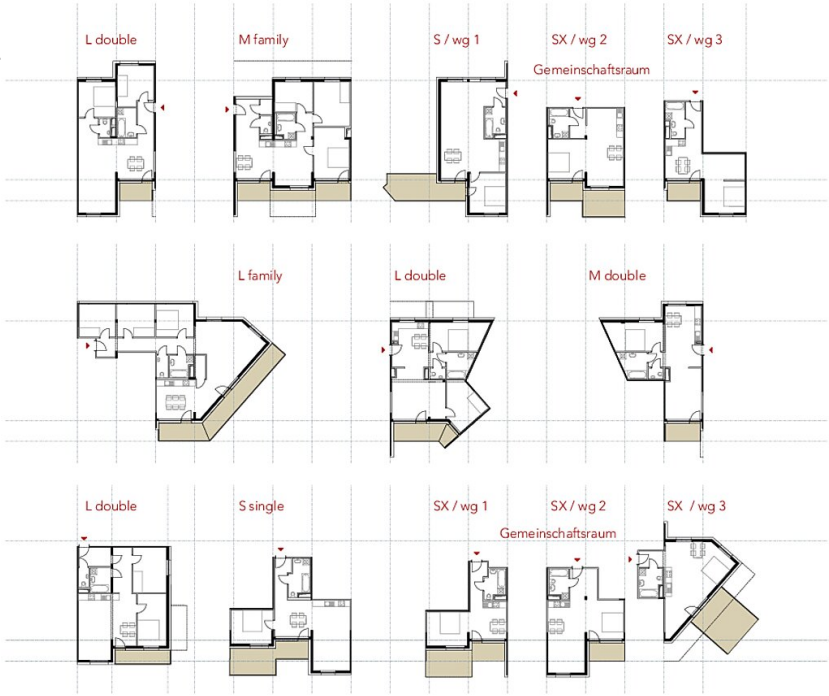 L double
M family
S / wg 1
SX / wg 2
SX / wg 3
Gemeinschaftsraum
L family
L double
M double
L double
S single
SX / wg 1
SX / wg 2
SX / wg 3
Gemeinschaftsraum